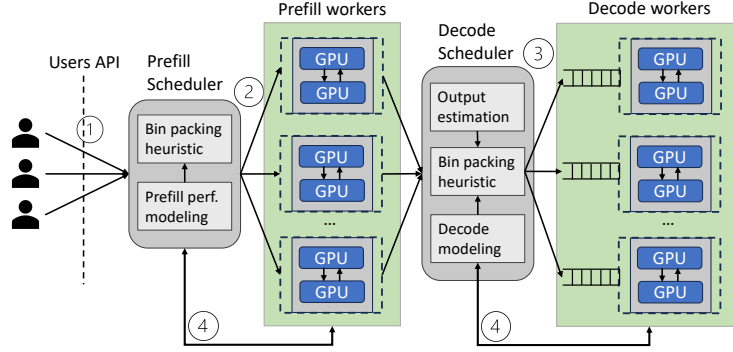 Users API
①
Prefill
Scheduler
Bin packing
heuristic
Prefill perf.
modeling
②
Prefill workers
GPU
GPU
GPU
GPU
...
GPU
GPU
④
Decode
Scheduler
Output
estimation
Bin packing
heuristic
Decode
modeling
③
Decode workers
GPU
GPU
GPU
GPU
...
GPU
GPU
④